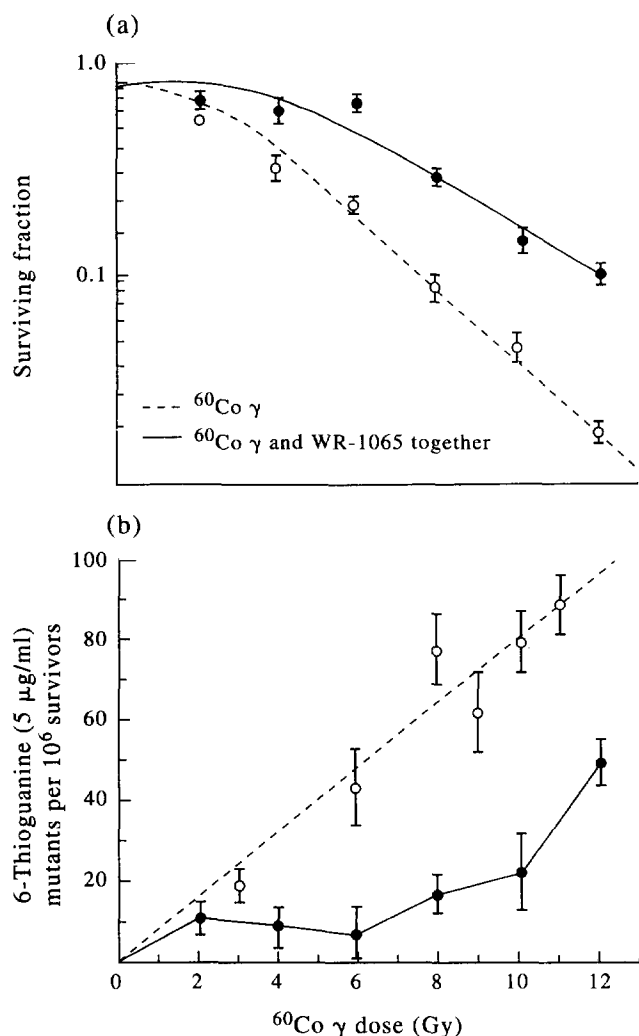 (a)
1.0
0.1
Surviving fraction
⁶⁰Co γ
⁶⁰Co γ and WR-1065 together
(b)
100
80
60
40
20
6-Thioguanine (5 μg/ml)
mutants per 10⁶ survivors
0 2 4 6 8 10 12
⁶⁰Co γ dose (Gy)